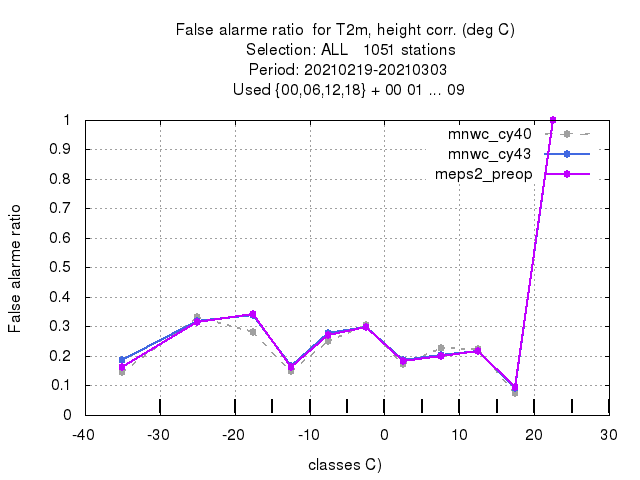 False alarme ratio  for T2m, height corr. (deg C)
Selection: ALL   1051 stations
Period: 20210219-20210303
Used {00,06,12,18} + 00 01 ... 09
mnwc_cy40
mnwc_cy43
meps2_preop
False alarme ratio
1
0.9
0.8
0.7
0.6
0.5
0.4
0.3
0.2
0.1
0
-40 -30 -20 -10 0 10 20 30
classes C)